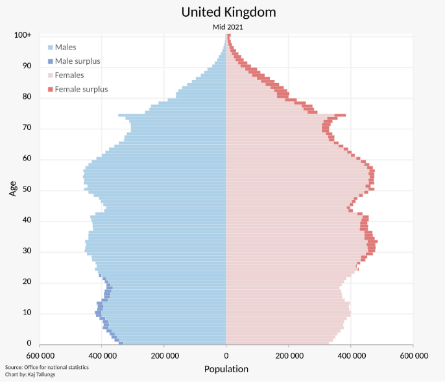 United Kingdom
Mid 2021
100+
90
80
70
60
50
40
30
20
10
0
Age
Males
Male surplus
Females
Female surplus
600 000 400 000 200 000 0 200 000 400 000 600 000
Population
Source: Office for national statistics
Chart by: Kaj Tallungs